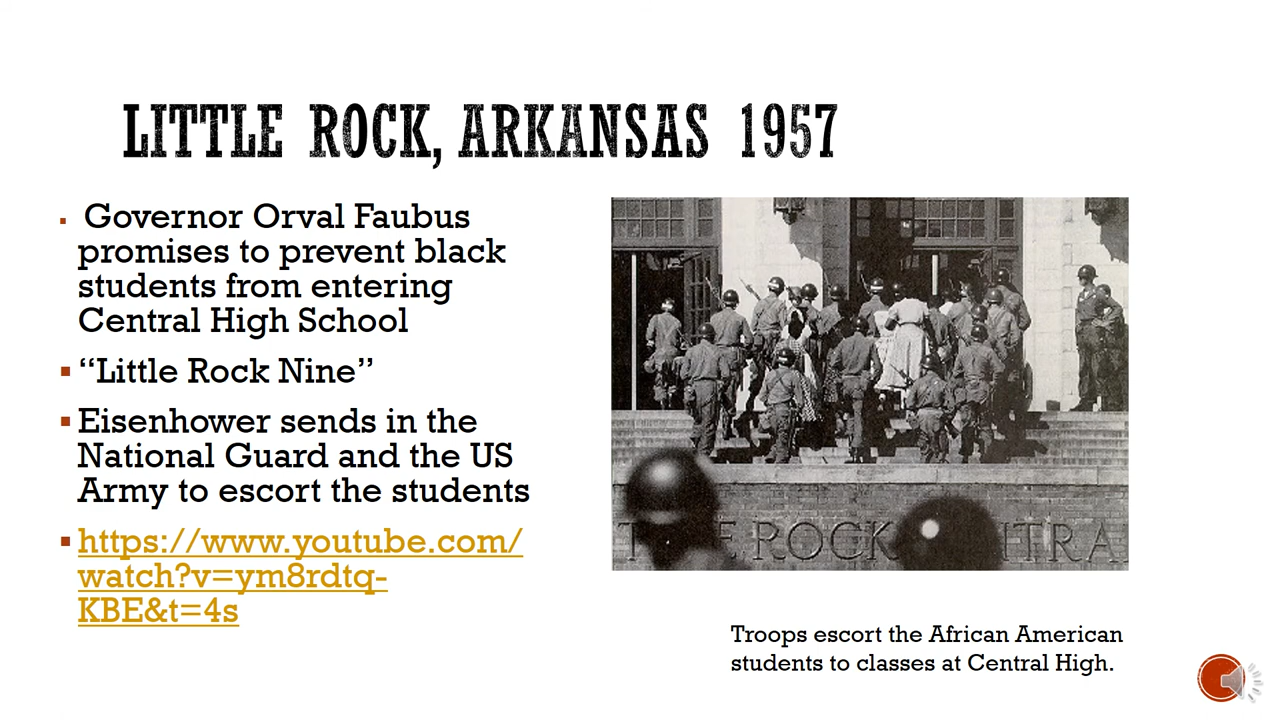 LITTLE ROCK, ARKANSAS 1957
Governor Orval Faubus
promises to prevent black
students from entering
Central High School
“Little Rock Nine”
Eisenhower sends in the
National Guard and the US
Army to escort the students
https://www.youtube.com/
watch?v=ym8rdtq-
KBE&t=4s
E ROCK
TRA
Troops escort the African American
students to classes at Central High.